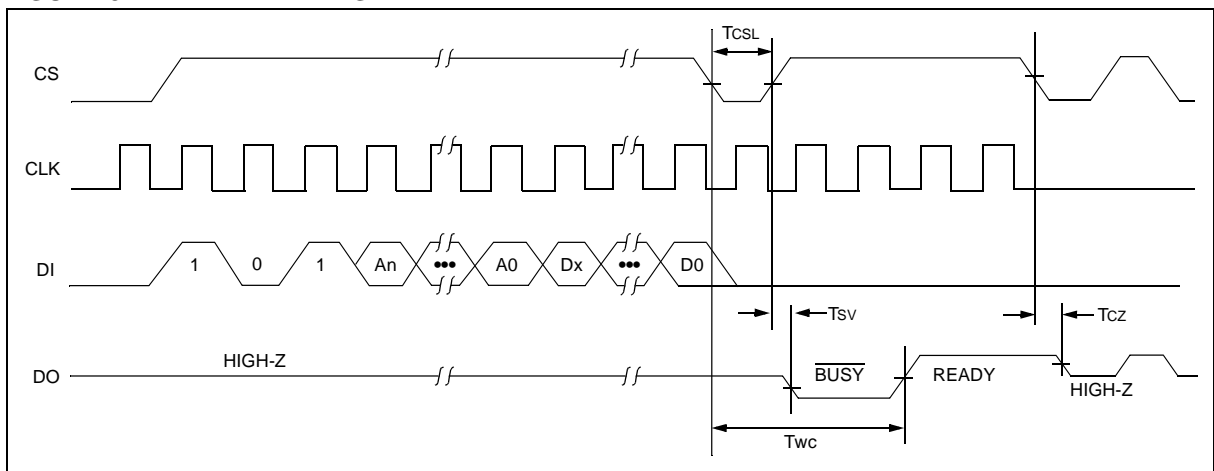 TCSL
CS
CLK
DI
1 0 1 An ••• A0 Dx ••• D0
TSV
TCZ
DO
HIGH-Z
BUSY
READY
HIGH-Z
TWC